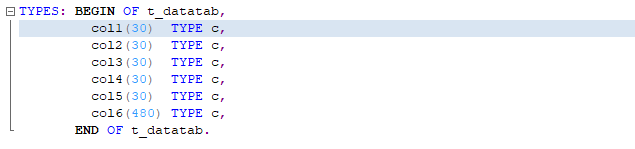 TYPES: BEGIN OF t_datatab,
col1(30) TYPE c,
col2(30) TYPE c,
col3(30) TYPE c,
col4(30) TYPE c,
col5(30) TYPE c,
col6(480) TYPE c,
END OF t_datatab.